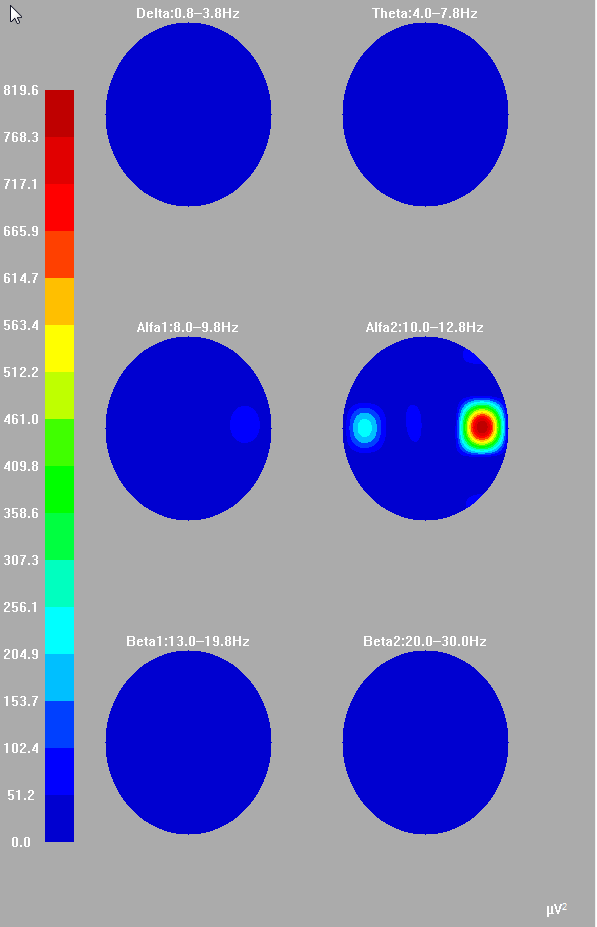 Delta:0.8–3.8Hz
Theta:4.0–7.8Hz
819.6
768.3
717.1
665.9
614.7
563.4
512.2
461.0
409.8
358.6
307.3
256.1
204.9
153.7
102.4
51.2
0.0
Alfa1:8.0–9.8Hz
Alfa2:10.0–12.8Hz
Beta1:13.0–19.8Hz
Beta2:20.0–30.0Hz
µV²